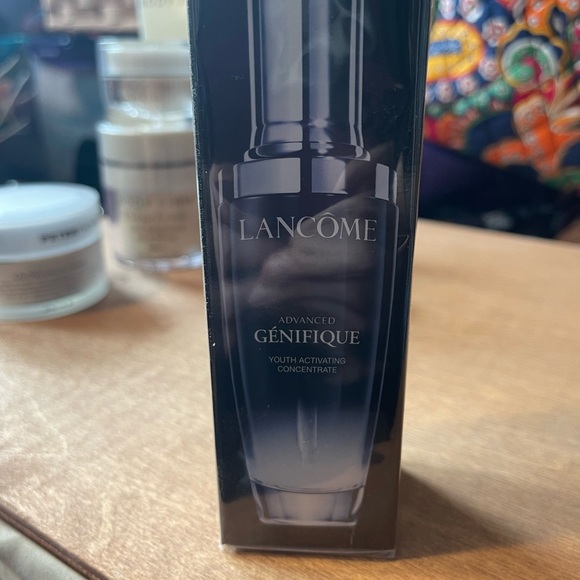 LANCÔME
ADVANCED
GÉNIFIQUE
YOUTH ACTIVATING
CONCENTRATE